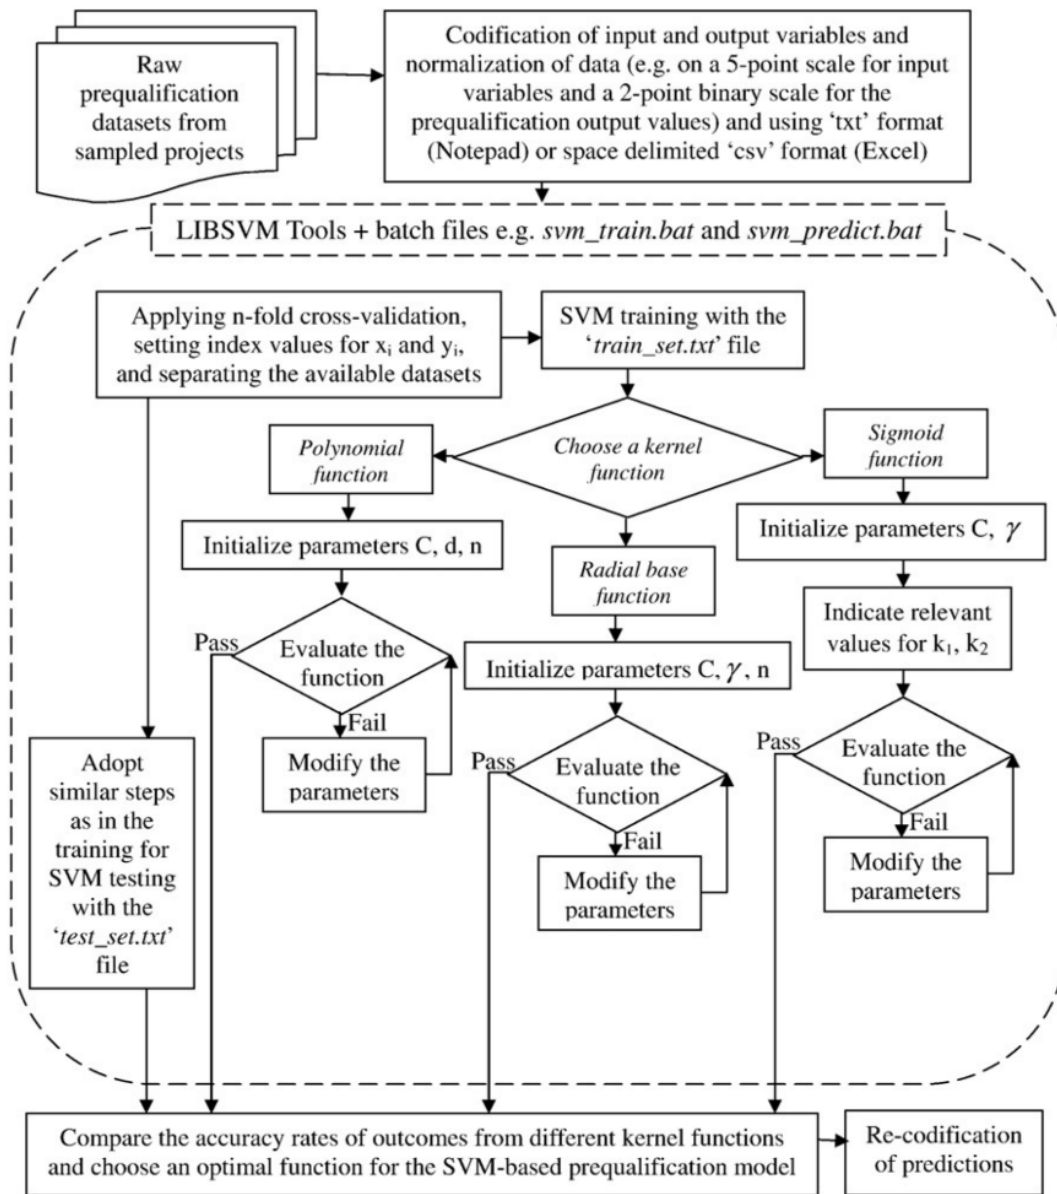 Raw
prequalification
datasets from
sampled projects
Codification of input and output variables and
normalization of data (e.g. on a 5-point scale for input
variables and a 2-point binary scale for the
prequalification output values) and using ‘txt’ format
(Notepad) or space delimited ‘csv’ format (Excel)
LIBSVM Tools + batch files e.g. svm_train.bat and svm_predict.bat
Applying n-fold cross-validation,
setting index values for xi and yi,
and separating the available datasets
SVM training with the
‘train_set.txt’ file
Choose a kernel
function
Polynomial
function
Sigmoid
function
Initialize parameters C, d, n
Evaluate the
function
Pass
Fail
Modify the
parameters
Radial base
function
Initialize parameters C, γ, n
Evaluate the
function
Pass
Fail
Modify the
parameters
Initialize parameters C, γ
Indicate relevant
values for k1, k2
Evaluate the
function
Pass
Fail
Modify the
parameters
Adopt
similar steps
as in the
training for
SVM testing
with the
‘test_set.txt’
file
Compare the accuracy rates of outcomes from different kernel functions
and choose an optimal function for the SVM-based prequalification model
Re-codification
of predictions